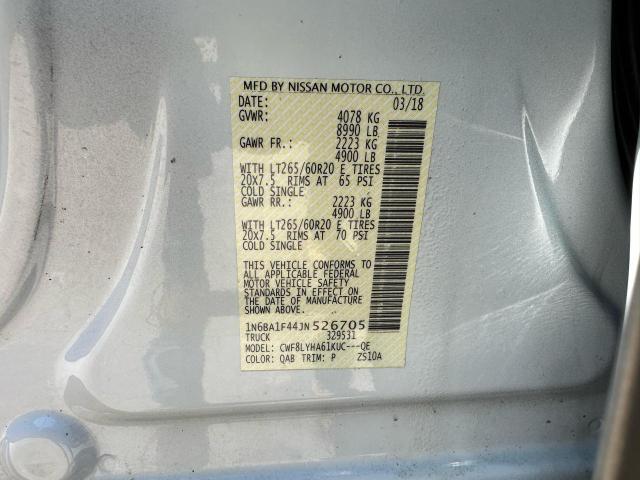 MFD BY NISSAN MOTOR CO., LTD.
DATE: 03/18
GVWR: 4078 KG
8990 LB
GAWR FR.: 2223 KG
4900 LB
WITH LT265/60R20 E TIRES
20X7.5 RIMS AT 65 PSI
COLD SINGLE
GAWR RR.: 2223 KG
4900 LB
WITH LT265/60R20 E TIRES
20X7.5 RIMS AT 70 PSI
COLD SINGLE
THIS VEHICLE CONFORMS TO
ALL APPLICABLE FEDERAL
MOTOR VEHICLE SAFETY
STANDARDS IN EFFECT ON
THE DATE OF MANUFACTURE
SHOWN ABOVE.
1N6BA1F44JN526705
TRUCK 329531
MODEL: CWF8LYHA61KUC---QE
COLOR: QAB TRIM: P ZS10A